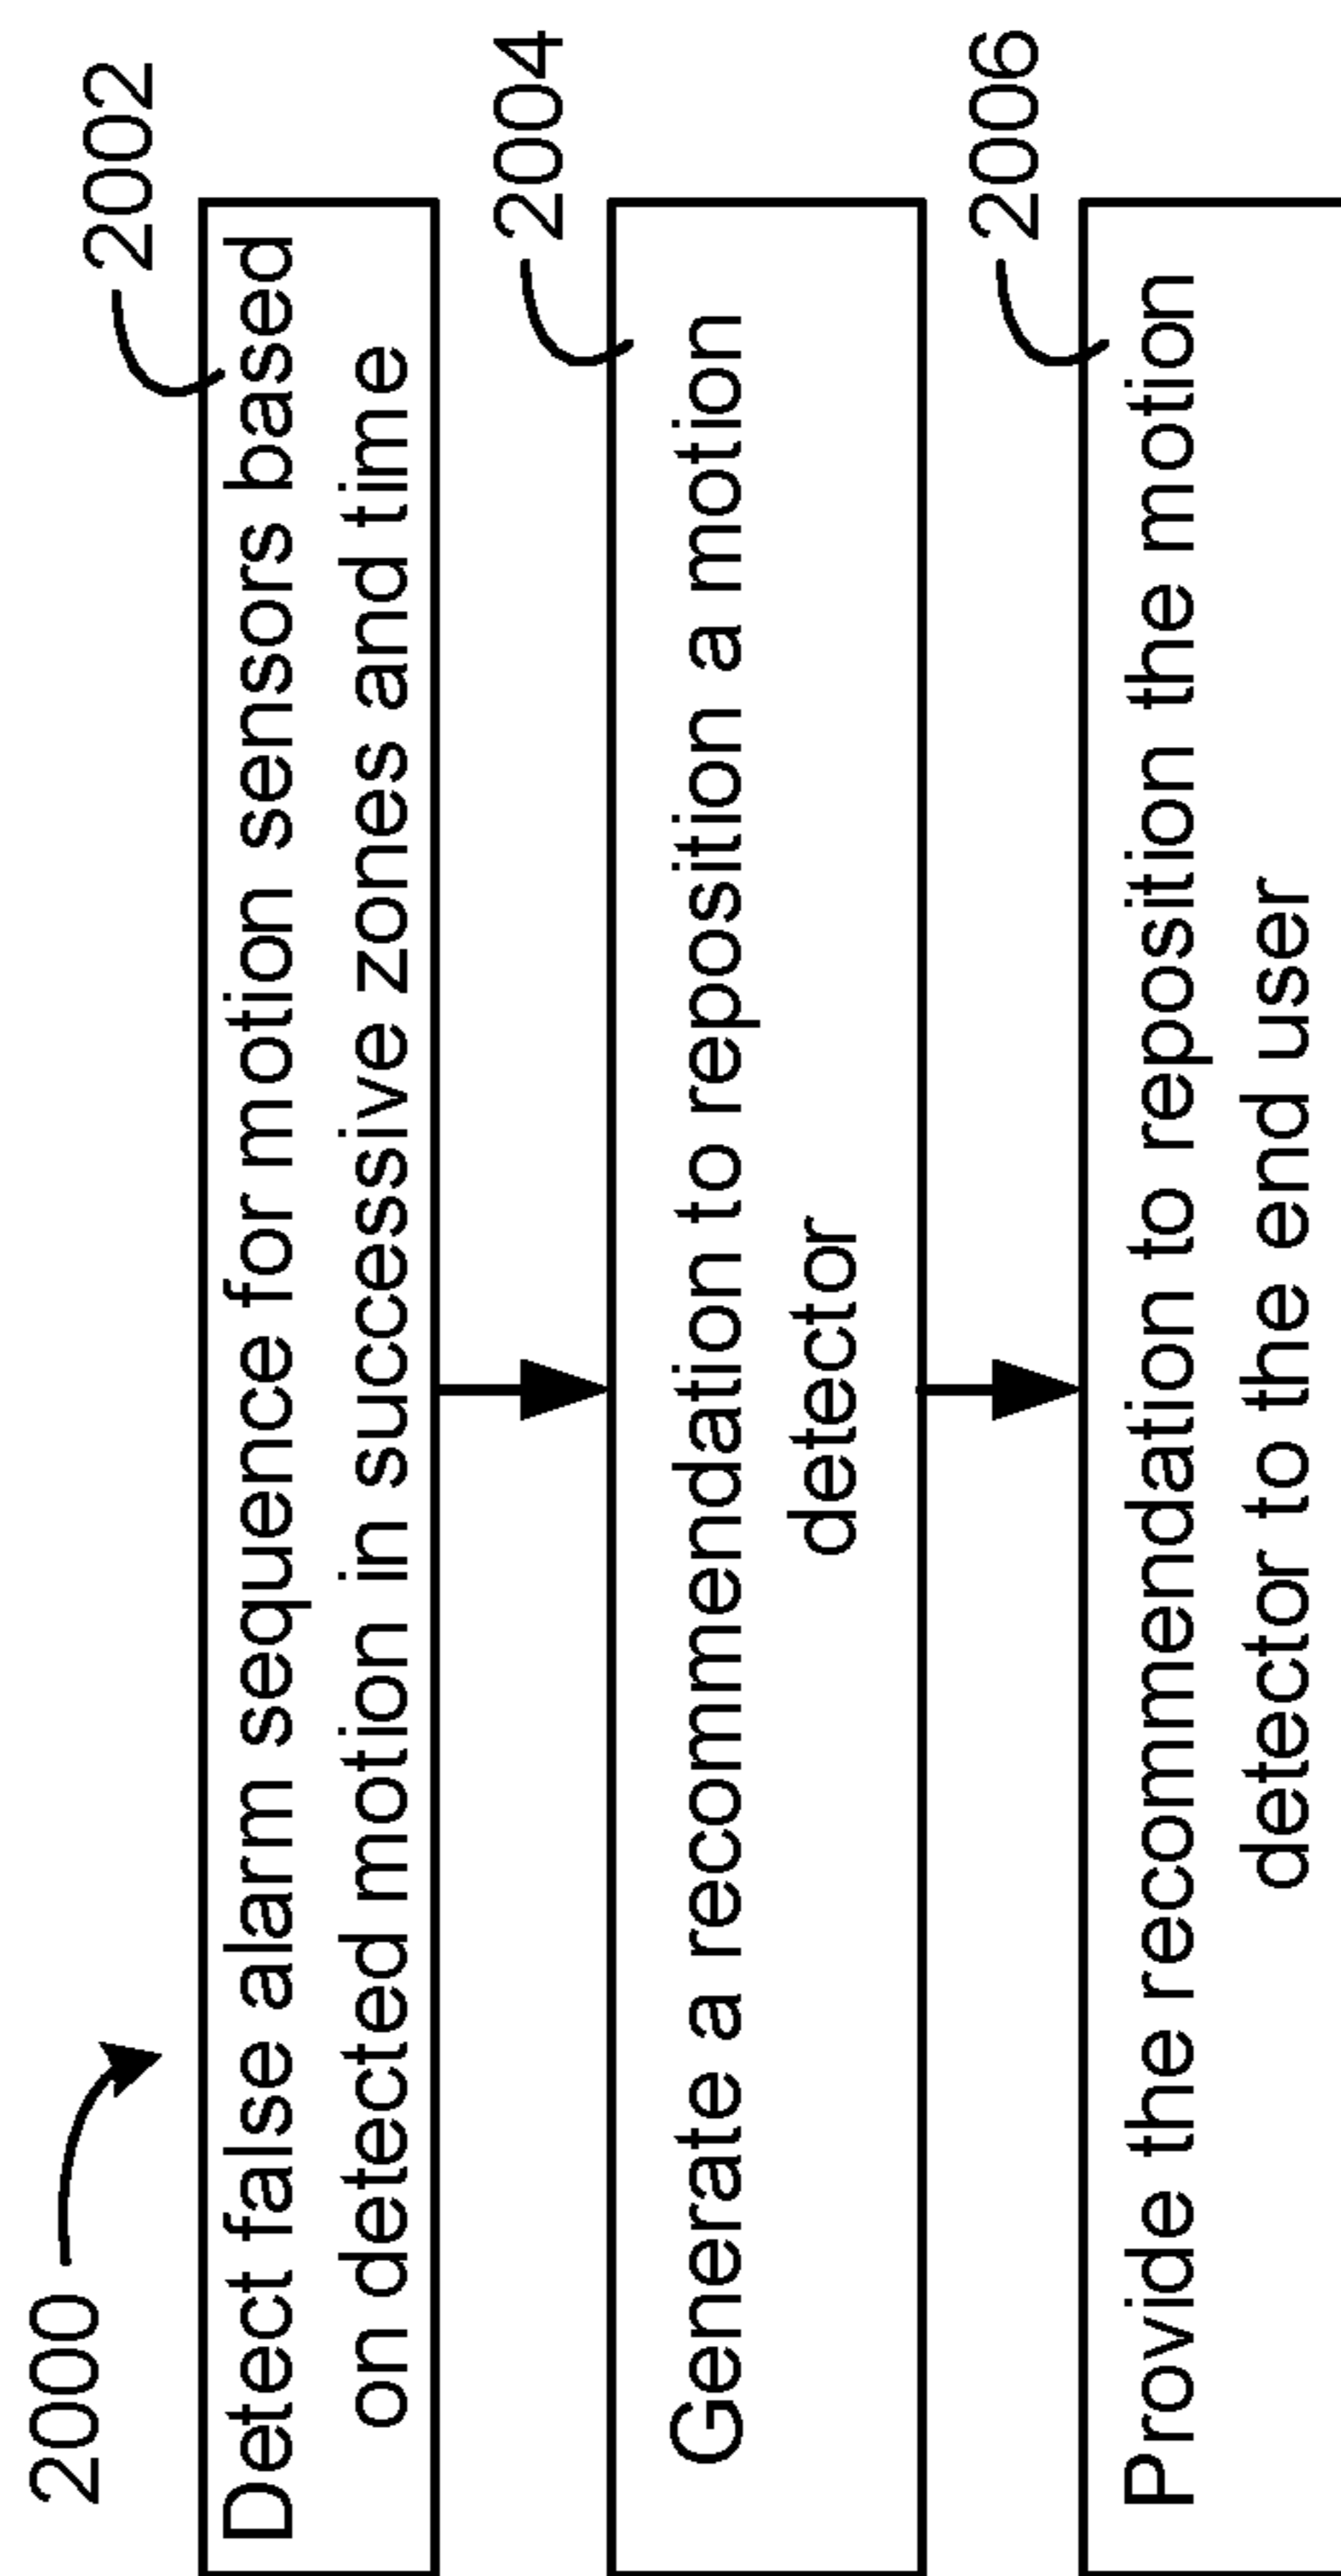 2000
2002
Detect false alarm sequence for motion sensors based
on detected motion in successive zones and time
2004
Generate a recommendation to reposition a motion
detector
2006
Provide the recommendation to reposition the motion
detector to the end user